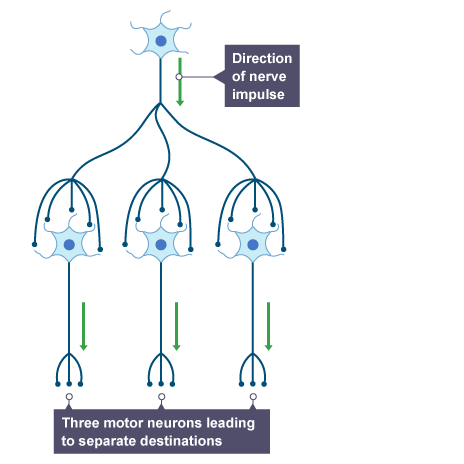 Direction
of nerve
impulse
Three motor neurons leading
to separate destinations